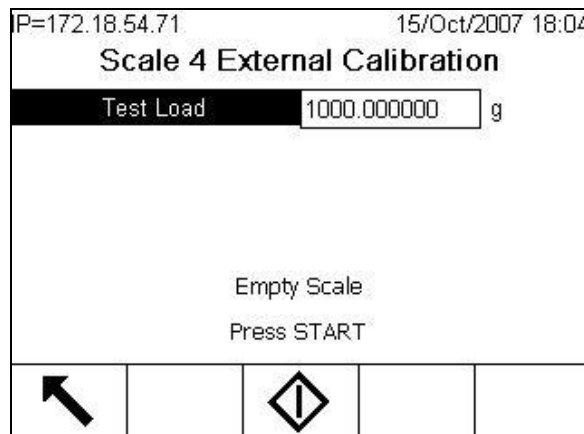 IP=172.18.54.71 15/Oct/2007 18:04
Scale 4 External Calibration
Test Load 1000.000000 g
Empty Scale
Press START